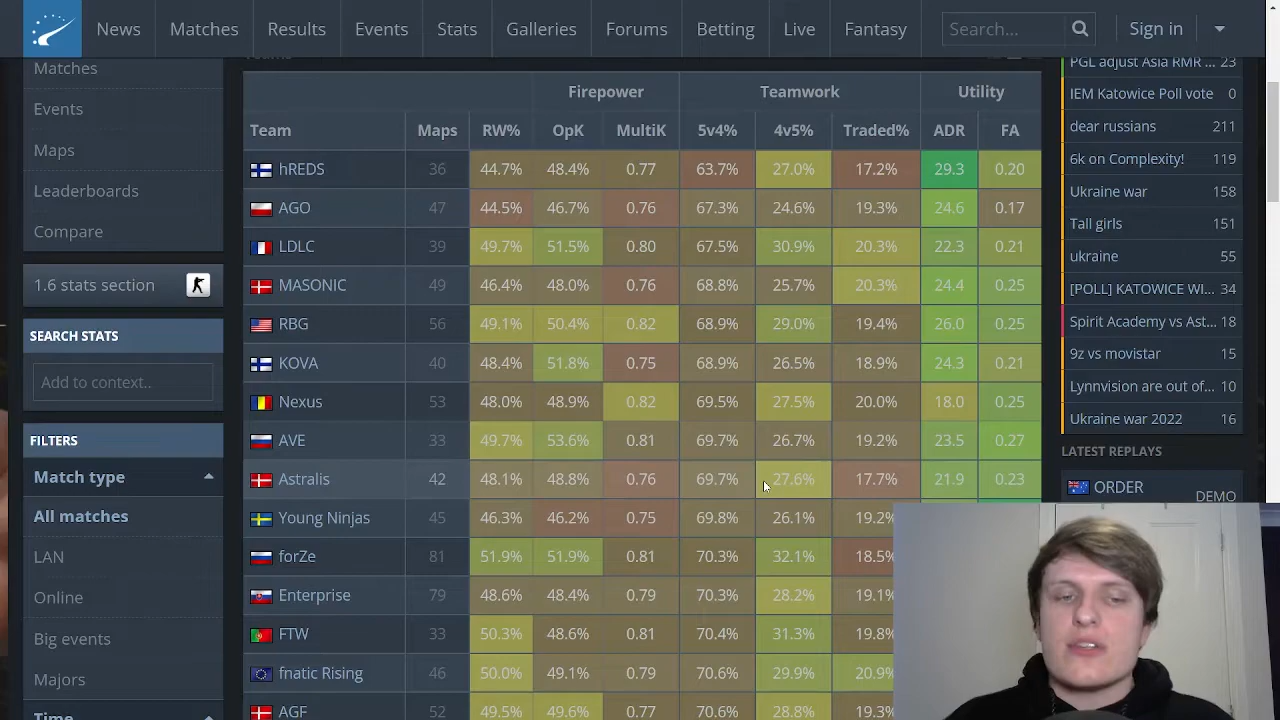 News Matches Results Events Stats Galleries Forums Betting Live Fantasy Search... Sign in
Matches
Events
Maps
Leaderboards
Compare
1.6 stats section
SEARCH STATS
Add to context..
FILTERS
Match type
All matches
LAN
Online
Big events
Majors
Time
Firepower Teamwork Utility
Team Maps RW% OpK MultiK 5v4% 4v5% Traded% ADR FA
hREDS 36 44.7% 48.4% 0.77 63.7% 27.0% 17.2% 29.3 0.20
AGO 47 44.5% 46.7% 0.76 67.3% 24.6% 19.3% 24.6 0.17
LDLC 39 49.7% 51.5% 0.80 67.5% 30.9% 20.3% 22.3 0.21
MASONIC 49 46.4% 48.0% 0.76 68.8% 25.7% 20.3% 24.4 0.25
RBG 56 49.1% 50.4% 0.82 68.9% 29.0% 19.4% 26.0 0.25
KOVA 40 48.4% 51.8% 0.75 68.9% 26.5% 18.9% 24.3 0.21
Nexus 53 48.0% 48.9% 0.82 69.5% 27.5% 20.0% 18.0 0.25
AVE 33 49.7% 53.6% 0.81 69.7% 26.7% 19.2% 23.5 0.27
Astralis 42 48.1% 48.8% 0.76 69.7% 27.6% 17.7% 21.9 0.23
Young Ninjas 45 46.3% 46.2% 0.75 69.8% 26.1% 19.2%
forZe 81 51.9% 51.9% 0.81 70.3% 32.1% 18.5%
Enterprise 79 48.6% 48.4% 0.79 70.3% 28.2% 19.1%
FTW 33 50.3% 48.6% 0.81 70.4% 31.3% 19.8%
fnatic Rising 46 50.0% 49.1% 0.79 70.6% 29.9% 20.9%
AGF 52 49.5% 49.6% 0.77 70.6% 28.8% 19.3%
PGL adjust Asia RMR ... 23
IEM Katowice Poll vote 0
dear russians 211
6k on Complexity! 119
Ukraine war 158
Tall girls 151
ukraine 55
[POLL] KATOWICE WI... 34
Spirit Academy vs Ast... 18
9z vs movistar 15
Lynnvision are out of... 10
Ukraine war 2022 16
LATEST REPLAYS
ORDER
DEMO